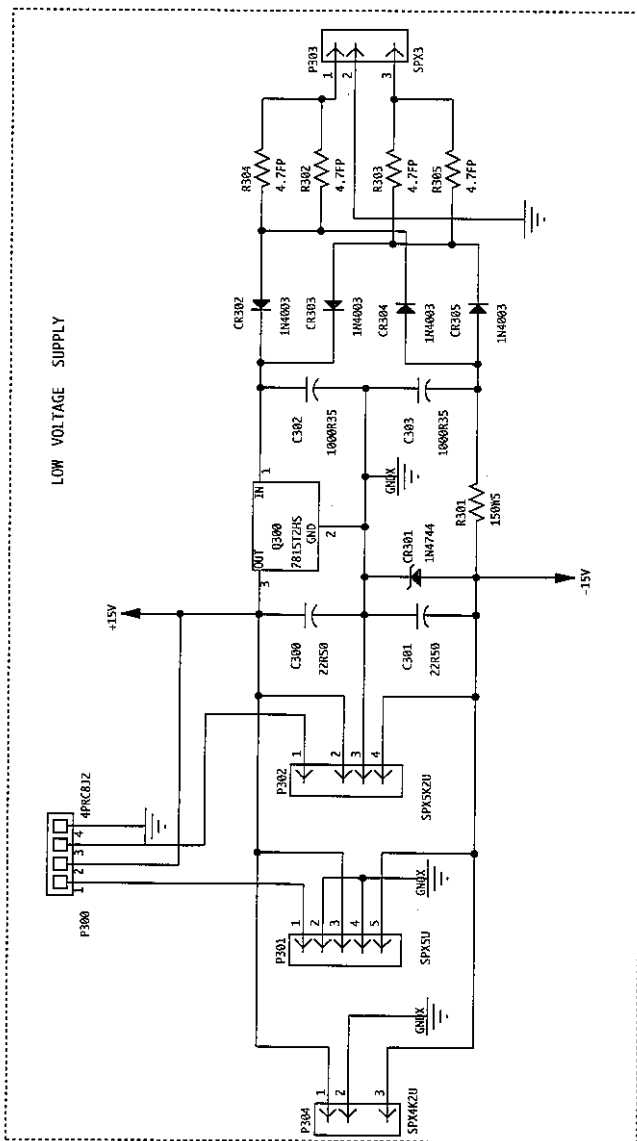 LOW VOLTAGE SUPPLY
P300
4PRC8J2
1
2
3
4
+15V
P304
1
2
3
SPX4K2U
GNDX
P301
1
2
3
4
5
SPX5U
GNDX
P302
1
2
3
4
SPX5K2U
C300
22R50
C301
22R50
OUT
IN
Q300
7815T2HS
GND
3
1
2
CR301
1N4744
-15V
GNDX
R301
150W5
C302
1000R35
C303
1000R35
CR302
1N4003
CR303
1N4003
CR304
1N4003
CR305
1N4003
R304
4.7FP
R302
4.7FP
R303
4.7FP
R305
4.7FP
P303
1
2
3
SPX3